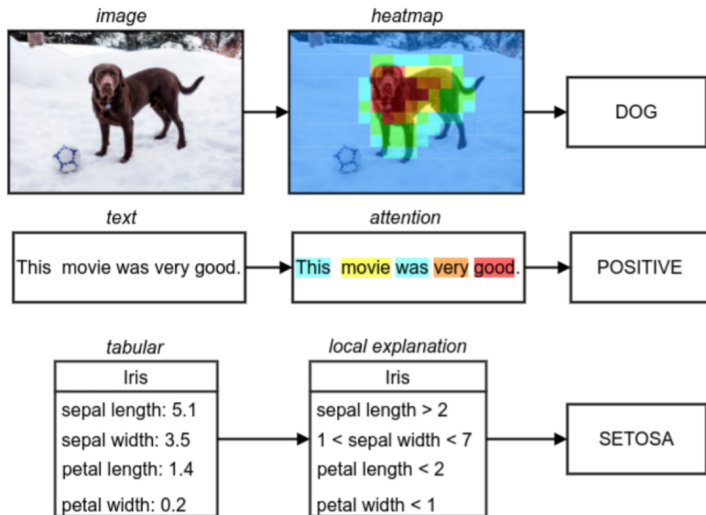 image
heatmap
DOG
text
attention
This movie was very good.
This movie was very good.
POSITIVE
tabular
local explanation
Iris
sepal length: 5.1
sepal width: 3.5
petal length: 1.4
petal width: 0.2
Iris
sepal length > 2
1 < sepal width < 7
petal length < 2
petal width < 1
SETOSA